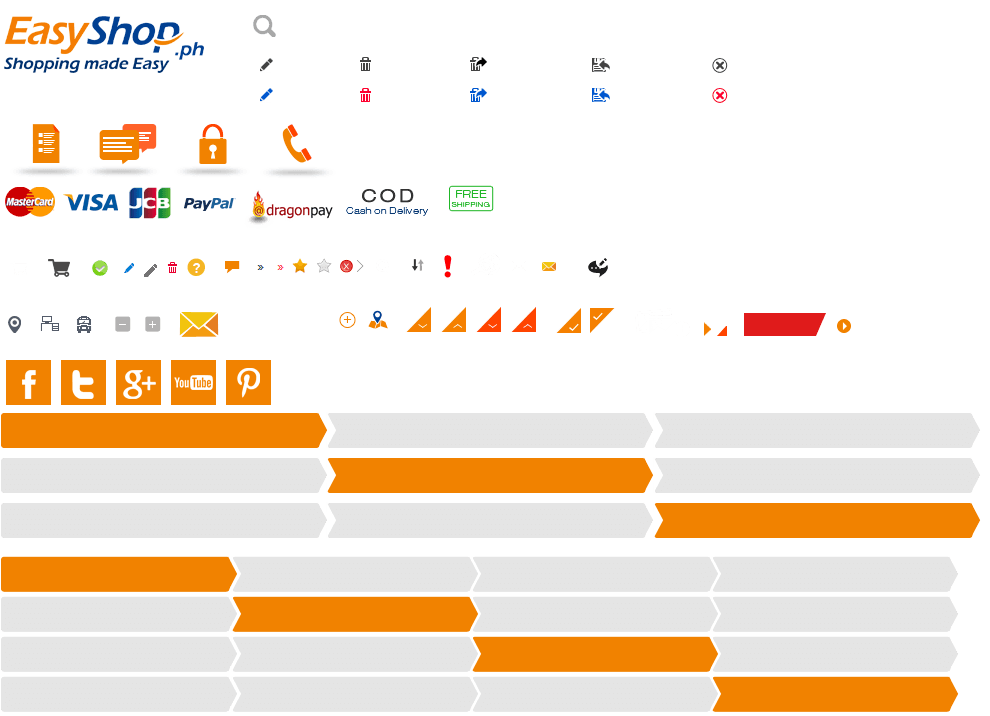 EasyShop.ph
Shopping made Easy
MasterCard
VISA
JCB
PayPal
dragonpay
COD
Cash on Delivery
FREE
SHIPPING
?
f
t
g+
YouTube
P